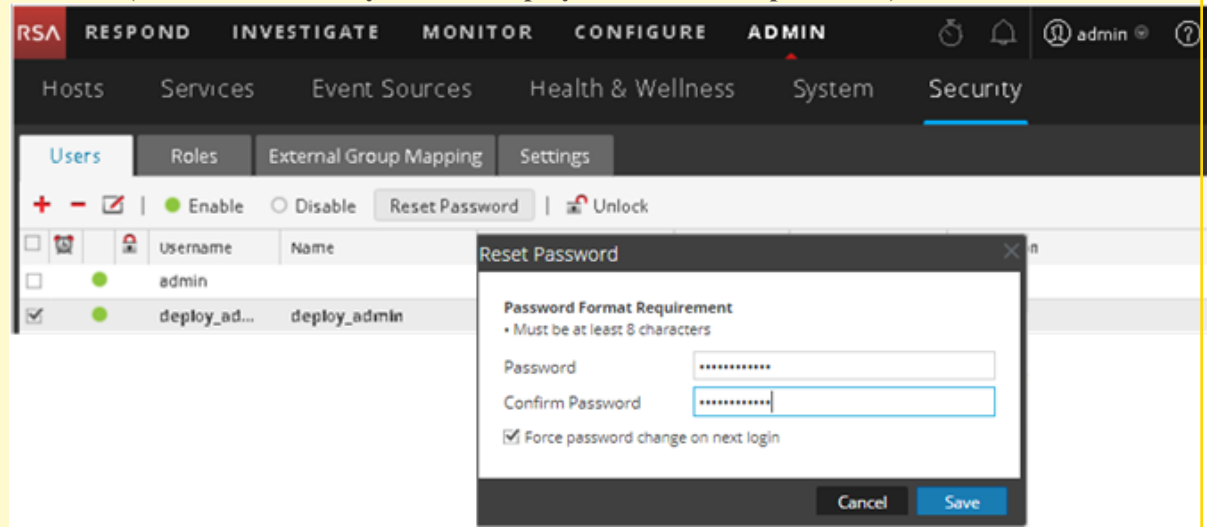 RSA RESPOND INVESTIGATE MONITOR CONFIGURE ADMIN admin
Hosts Services Event Sources Health & Wellness System Security
Users Roles External Group Mapping Settings
Enable Disable Reset Password | Unlock
Username Name
admin
deploy_ad... deploy_admin
Reset Password
Password Format Requirement
• Must be at least 8 characters
Password ••••••••••••
Confirm Password ••••••••••••
Force password change on next login
Cancel Save